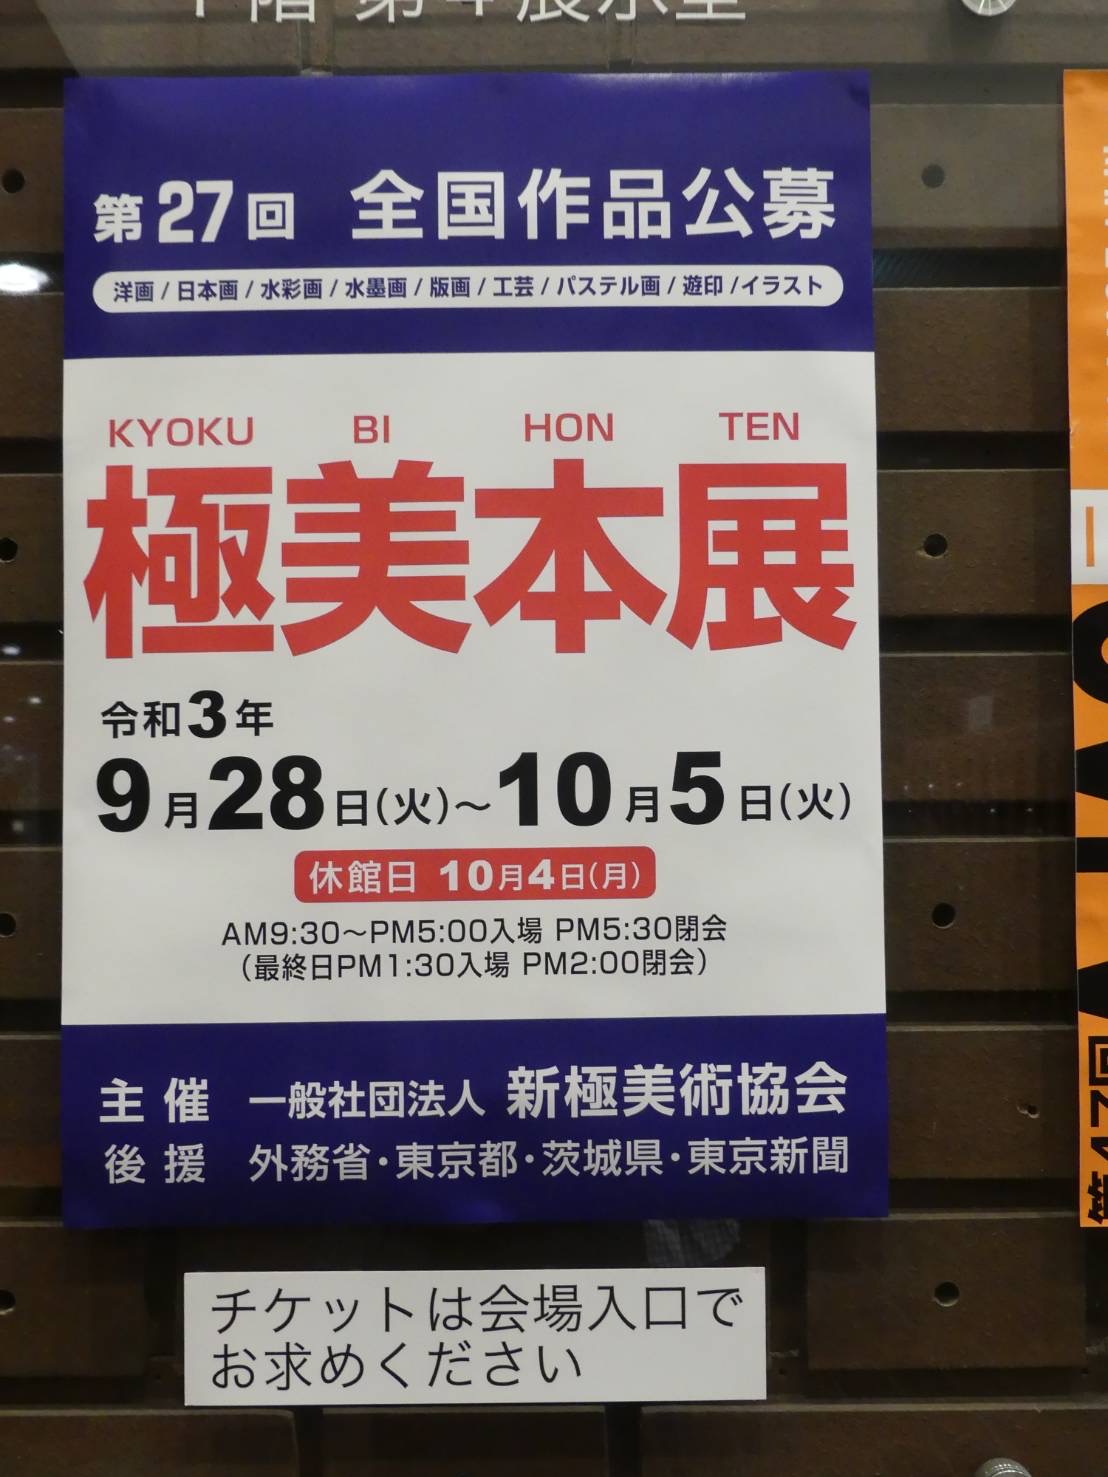 第27回 全国作品公募
洋画/日本画/水彩画/水墨画/版画/工芸/パステル画/遊印/イラスト
KYOKU BI HON TEN
極美本展
令和3年
9月28日(火)～10月5日(火)
休館日 10月4日(月)
AM9:30～PM5:00入場 PM5:30閉会
(最終日PM1:30入場 PM2:00閉会)
主催 一般社団法人 新極美術協会
後援 外務省・東京都・茨城県・東京新聞
チケットは会場入口で
お求めください
第47回